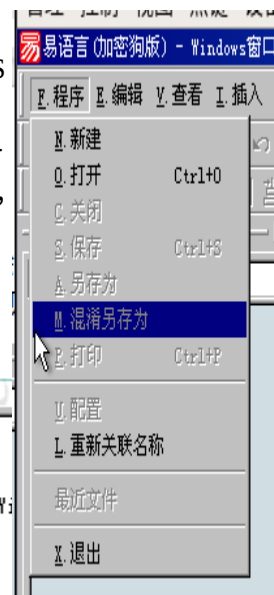 易语言(加密狗版) - Windows窗口
F.程序 E.编辑 V.查看 I.插入
N.新建
O.打开 Ctrl+O
C.关闭
S.保存 Ctrl+S
A.另存为
M.混淆另存为
P.打印 Ctrl+P
U.配置
L.重新关联名称
最近文件
X.退出